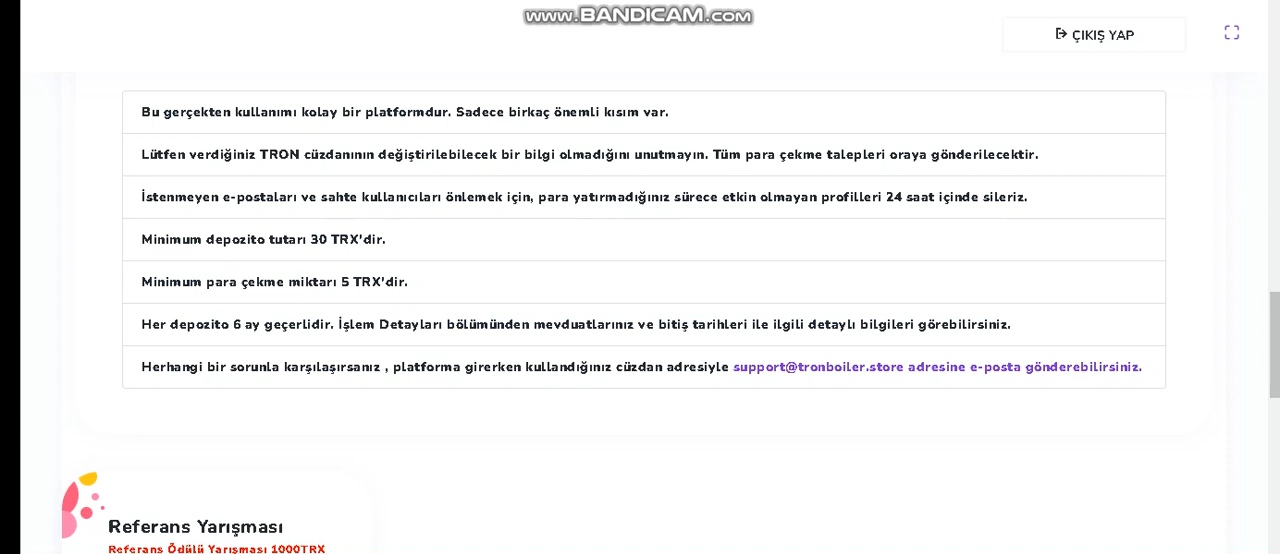 www.BANDICAM.com
ÇIKIŞ YAP
Bu gerçekten kullanımı kolay bir platformdur. Sadece birkaç önemli kısım var.
Lütfen verdiğiniz TRON cüzdanının değiştirilebilecek bir bilgi olmadığını unutmayın. Tüm para çekme talepleri oraya gönderilecektir.
İstenmeyen e-postaları ve sahte kullanıcıları önlemek için, para yatırmadığınız sürece etkin olmayan profilleri 24 saat içinde sileriz.
Minimum depozito tutarı 30 TRX'dir.
Minimum para çekme miktarı 5 TRX'dir.
Her depozito 6 ay geçerlidir. İşlem Detayları bölümünden mevduatlarınız ve bitiş tarihleri ile ilgili detaylı bilgileri görebilirsiniz.
Herhangi bir sorunla karşılaşırsanız , platforma girerken kullandığınız cüzdan adresiyle support@tronboiler.store adresine e-posta gönderebilirsiniz.
Referans Yarışması
Referans Ödülü Yarışması 1000TRX